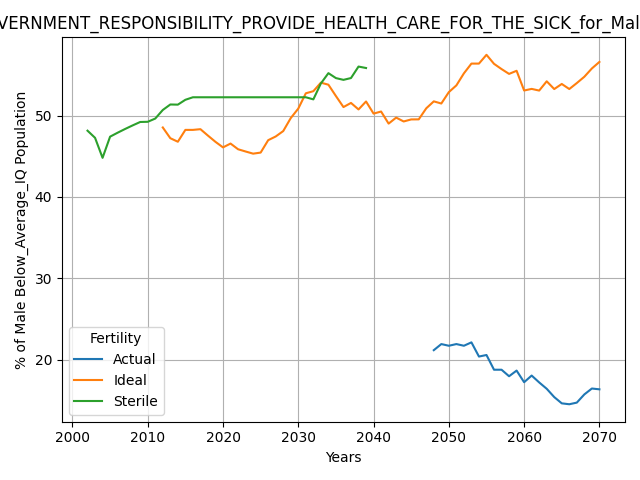 VERNMENT_RESPONSIBILITY_PROVIDE_HEALTH_CARE_FOR_THE_SICK_for_Mal
% of Male Below_Average_IQ Population
50
40
30
20
Fertility
Actual
Ideal
Sterile
2000 2010 2020 2030 2040 2050 2060 2070
Years